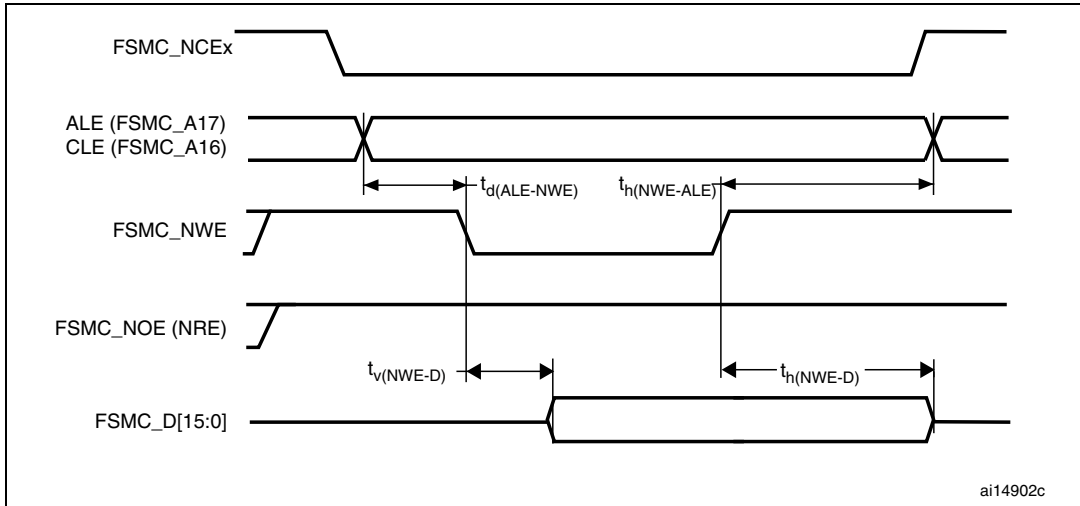 FSMC_NCEx
ALE (FSMC_A17)
CLE (FSMC_A16)
td(ALE-NWE)
th(NWE-ALE)
FSMC_NWE
FSMC_NOE (NRE)
tv(NWE-D)
th(NWE-D)
FSMC_D[15:0]
ai14902c